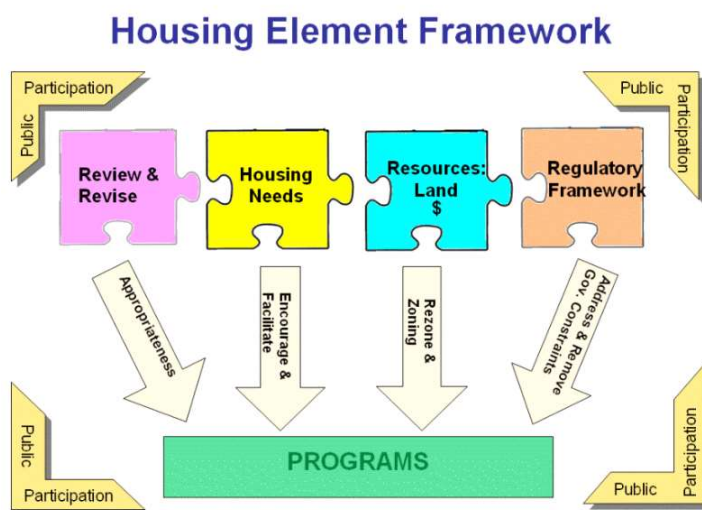 Housing Element Framework
Participation
Public
Public
Participation
Review &
Revise
Housing
Needs
Resources:
Land
$
Regulatory
Framework
Appropriateness
Encourage &
Facilitate
Rezone &
Zoning
Address & Remove
Gov. Constraints
PROGRAMS
Public
Participation
Participation
Public